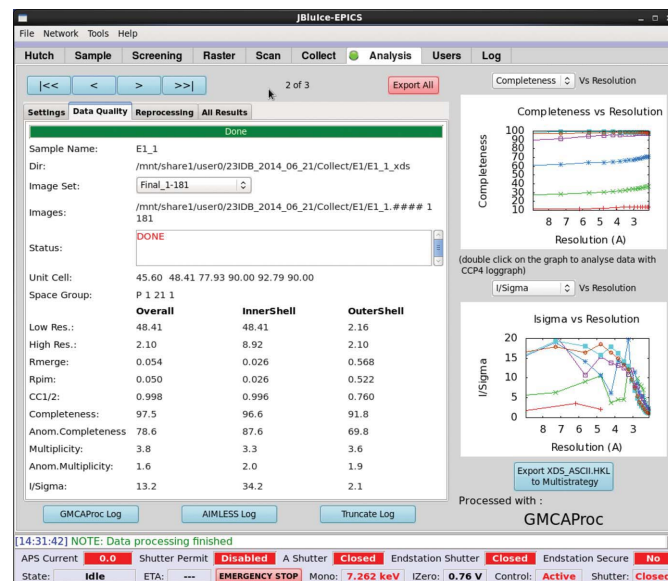 JBluIce-EPICS
File Network Tools Help
Hutch Sample Screening Raster Scan Collect Analysis Users Log
|<< < > >>| 2 of 3 Export All
Completeness Vs Resolution
Settings Data Quality Reprocessing All Results
Done
Sample Name: E1_1
Dir: /mnt/share1/user0/23IDB_2014_06_21/Collect/E1/E1_1_xds
Image Set: Final_1-181
Images: /mnt/share1/user0/23IDB_2014_06_21/Collect/E1/E1_1.#### 1
181
Status: DONE
Unit Cell: 45.60 48.41 77.93 90.00 92.79 90.00
Space Group: P 1 21 1
Overall InnerShell OuterShell
Low Res.: 48.41 48.41 2.16
High Res.: 2.10 8.92 2.10
Rmerge: 0.054 0.026 0.568
Rpim: 0.050 0.026 0.522
CC1/2: 0.998 0.996 0.760
Completeness: 97.5 96.6 91.8
Anom.Completeness 78.6 87.6 69.8
Multiplicity: 3.8 3.3 3.6
Anom.Multiplicity: 1.6 2.0 1.9
I/Sigma: 13.2 34.2 2.1
GMCAProc Log AIMLESS Log Truncate Log
Completeness vs Resolution
Completeness
100
90
80
70
60
50
40
30
20
10
8 7 6 5 4 3
Resolution (A)
(double click on the graph to analyse data with
CCP4 loggraph)
I/Sigma Vs Resolution
Isigma vs Resolution
I/Sigma
20
15
10
5
0
8 7 6 5 4 3
Resolution (A)
Export XDS_ASCII.HKL
to Multistrategy
Processed with :
GMCAProc
[14:31:42] NOTE: Data processing finished
APS Current 0.0 Shutter Permit Disabled A Shutter Closed Endstation Shutter Closed Endstation Secure No
State: Idle ETA: --- EMERGENCY STOP Mono: 7.262 keV IZero: 0.76 V Control: Active Shutter: Closed